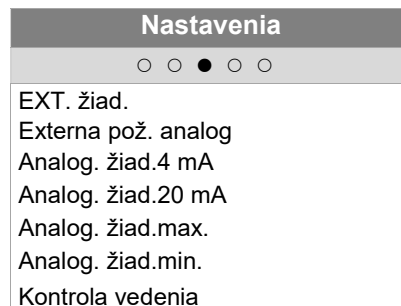 Nastavenia
○ ○ ● ○ ○
EXT. žiad.
Externa pož. analog
Analog. žiad.4 mA
Analog. žiad.20 mA
Analog. žiad.max.
Analog. žiad.min.
Kontrola vedenia